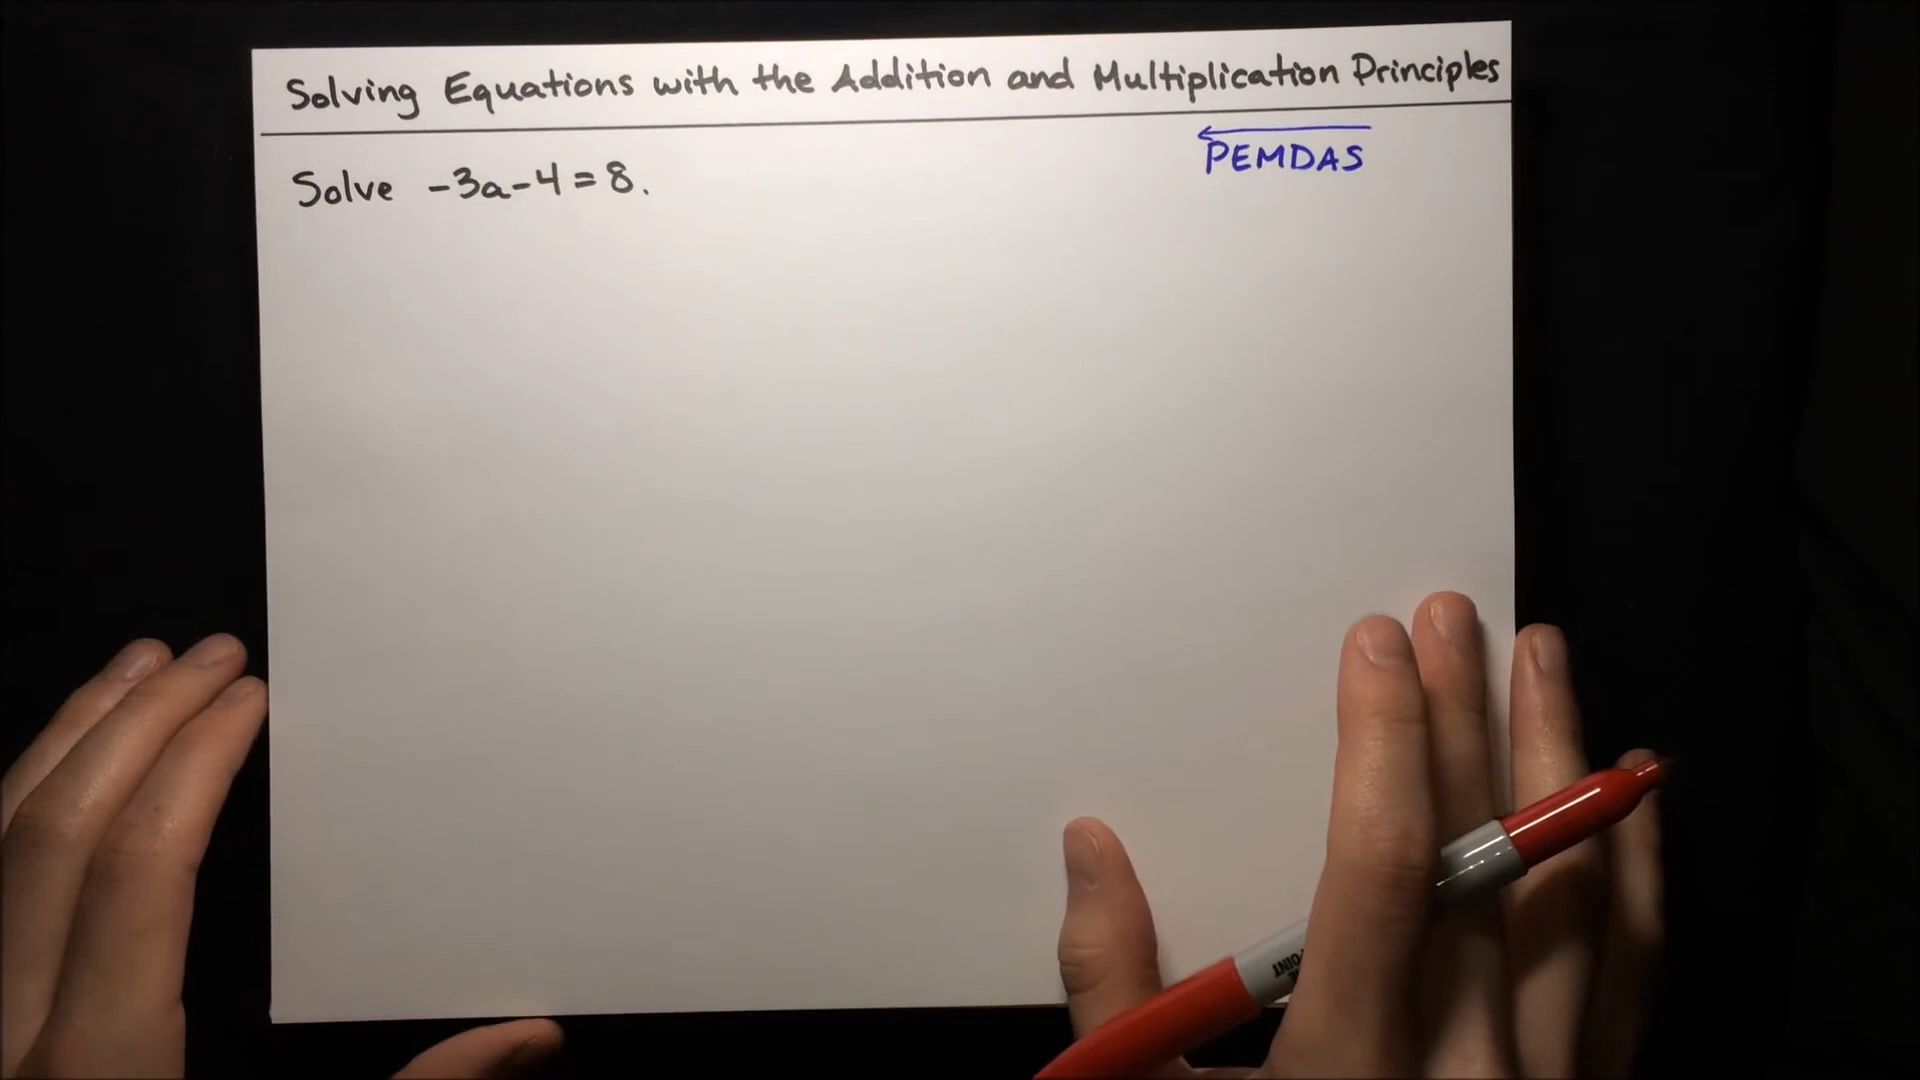 Solving Equations with the Addition and Multiplication Principles
PEMDAS
Solve -3a-4=8.